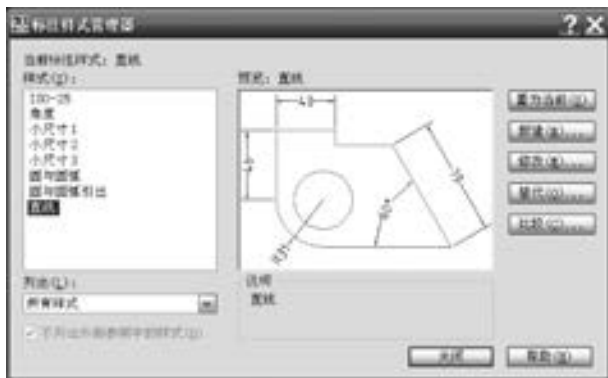 标注样式管理器
当前标注样式：直线
样式(S)：
ISO-25
角度
小尺寸1
小尺寸2
小尺寸3
圆与圆弧
圆与圆弧引出
直线
预览：直线
置为当前(U)
新建(N)...
修改(M)...
替代(O)...
比较(C)...
60°
列出(L)：
所有样式
不列出外部参照中的样式(D)
说明
直线
关闭
帮助(H)